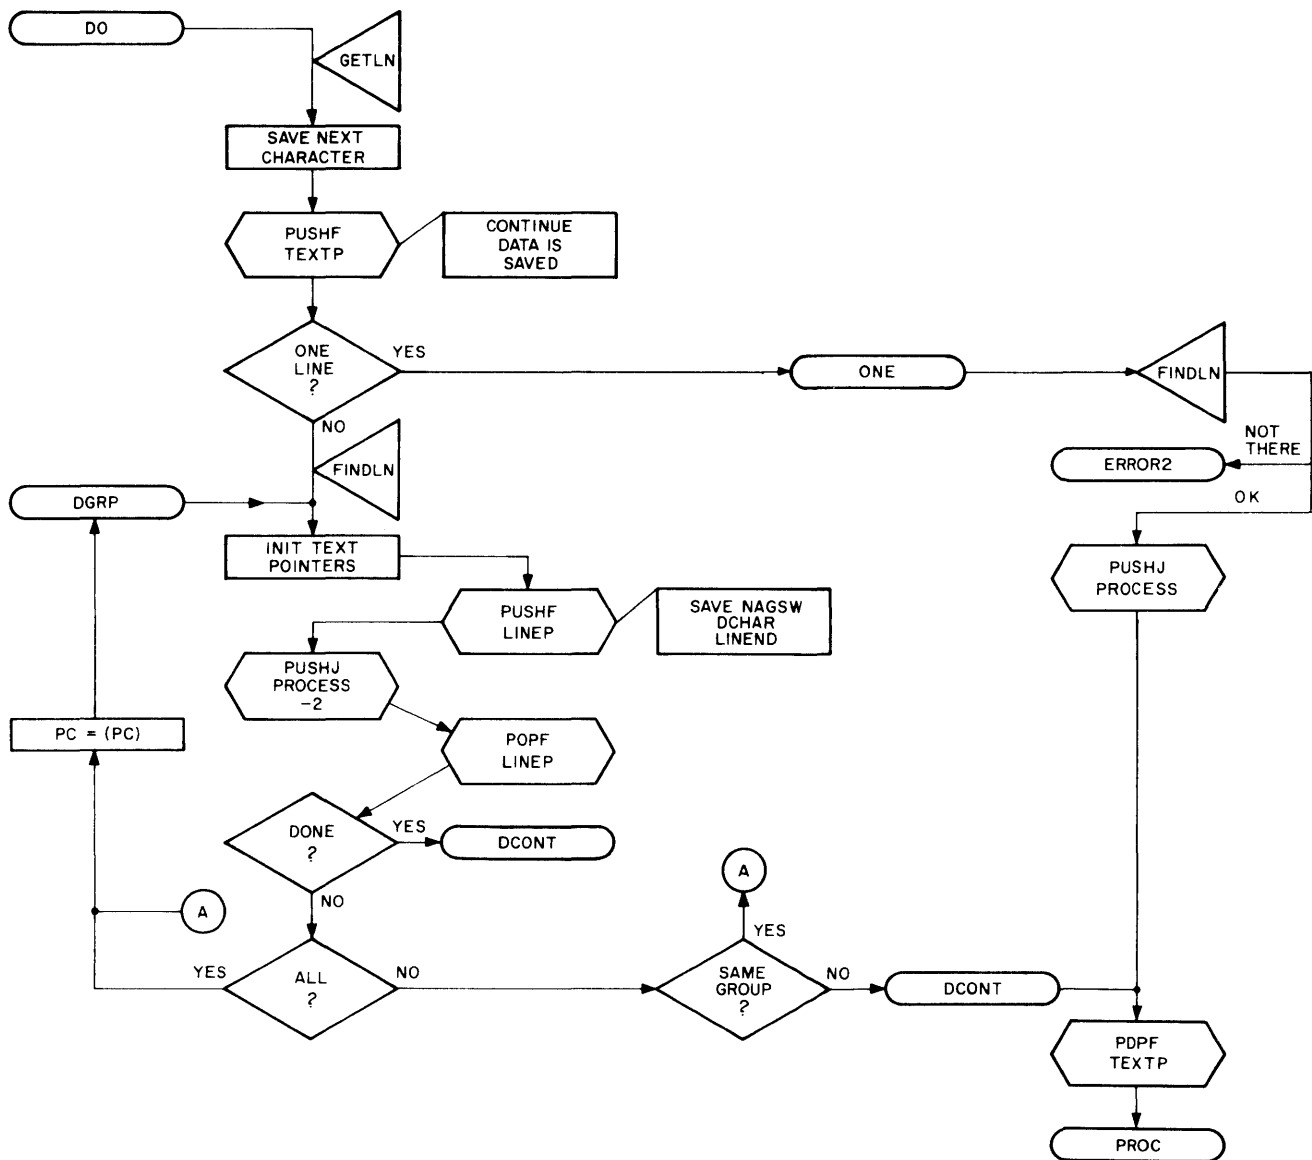 DO
GETLN
SAVE NEXT
CHARACTER
PUSHF
TEXTP
CONTINUE
DATA IS
SAVED
ONE
LINE
?
YES
ONE
FINDLN
NO
NOT
THERE
FINDLN
ERROR2
DGRP
OK
INIT TEXT
POINTERS
PUSHJ
PROCESS
PUSHF
LINEP
SAVE NAGSW
DCHAR
LINEND
PUSHJ
PROCESS
-2
PC = (PC)
POPF
LINEP
DONE
?
YES
DCONT
A
NO
A
YES
YES
ALL
?
NO
SAME
GROUP
?
NO
DCONT
PDPF
TEXTP
PROC